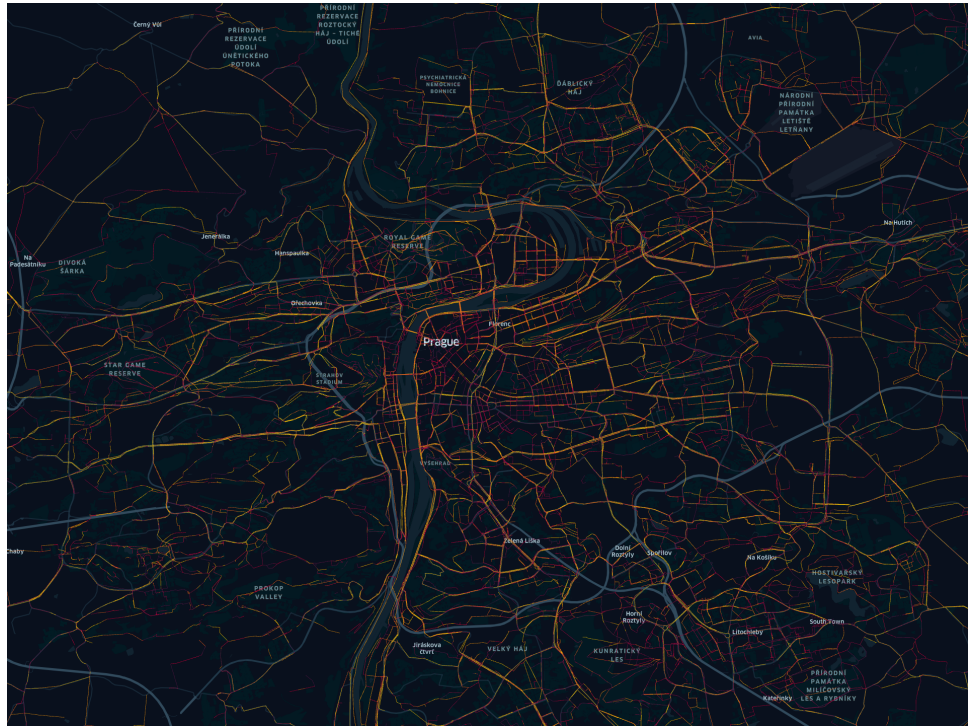 Černý Vůl
PŘÍRODNÍ
REZERVACE
ÚDOLÍ
ÚNĚTICKÉHO
POTOKA
PŘÍRODNÍ
REZERVACE
ROZTOCKÝ
HÁJ - TICHÉ
ÚDOLÍ
AVIA
PSYCHIATRICKÁ
NEMOCNICE
BOHNICE
ĎÁBLICKÝ
HÁJ
NÁRODNÍ
PŘÍRODNÍ
PAMÁTKA
LETIŠTĚ
LETŇANY
Na Hutích
Jenerálka
ROYAL GAME
RESERVE
Hanspaulka
Na
Padesátníku
DIVOKÁ
ŠÁRKA
Ořechovka
Florenc
Prague
STAR GAME
RESERVE
STRAHOV
STADIUM
VYŠEHRAD
Zelená Liška
Dolní
Roztyly
Spořilov
Na Košíku
Chaby
HOSTIVAŘSKÝ
LESOPARK
PROKOP
VALLEY
Horní
Roztyly
Litochleby
South Town
Jiráskova
čtvrť
VELKÝ HÁJ
KUNRATICKÝ
LES
PŘÍRODNÍ
PAMÁTKA
MILÍČOVSKÝ
LES A RYBNÍKY
Kateřinky